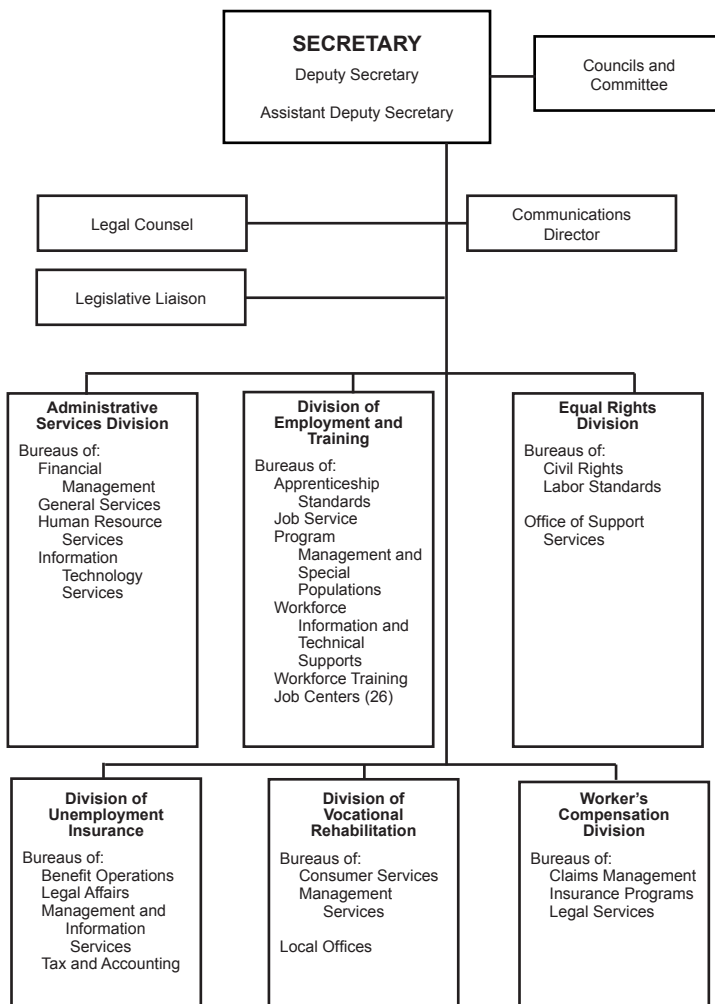 SECRETARY
Deputy Secretary
Assistant Deputy Secretary
Councils and
Committee
Legal Counsel
Communications
Director
Legislative Liaison
Administrative
Services Division
Bureaus of:
Financial
Management
General Services
Human Resource
Services
Information
Technology
Services
Division of
Employment and
Training
Bureaus of:
Apprenticeship
Standards
Job Service
Program
Management and
Special
Populations
Workforce
Information and
Technical
Supports
Workforce Training
Job Centers (26)
Equal Rights
Division
Bureaus of:
Civil Rights
Labor Standards
Office of Support
Services
Division of
Unemployment
Insurance
Bureaus of:
Benefit Operations
Legal Affairs
Management and
Information
Services
Tax and Accounting
Division of
Vocational
Rehabilitation
Bureaus of:
Consumer Services
Management
Services
Local Offices
Worker's
Compensation
Division
Bureaus of:
Claims Management
Insurance Programs
Legal Services